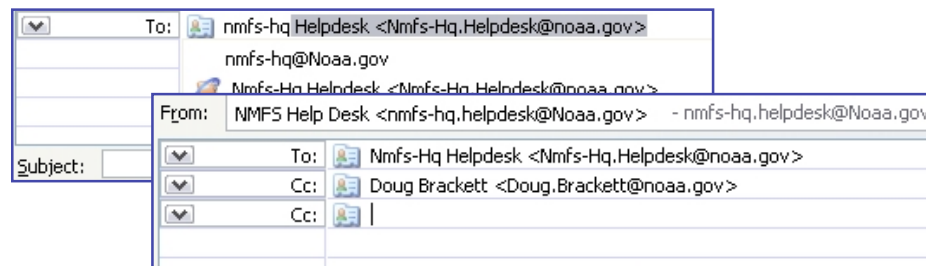 To: nmfs-hq Helpdesk <Nmfs-Hq.Helpdesk@noaa.gov>
nmfs-hq@Noaa.gov
Nmfs-Hq Helpdesk <Nmfs-Hq.Helpdesk@noaa.gov>
Subject:
From: NMFS Help Desk <nmfs-hq.helpdesk@Noaa.gov> - nmfs-hq.helpdesk@Noaa.gov
To: Nmfs-Hq Helpdesk <Nmfs-Hq.Helpdesk@noaa.gov>
Cc: Doug Brackett <Doug.Brackett@noaa.gov>
Cc: